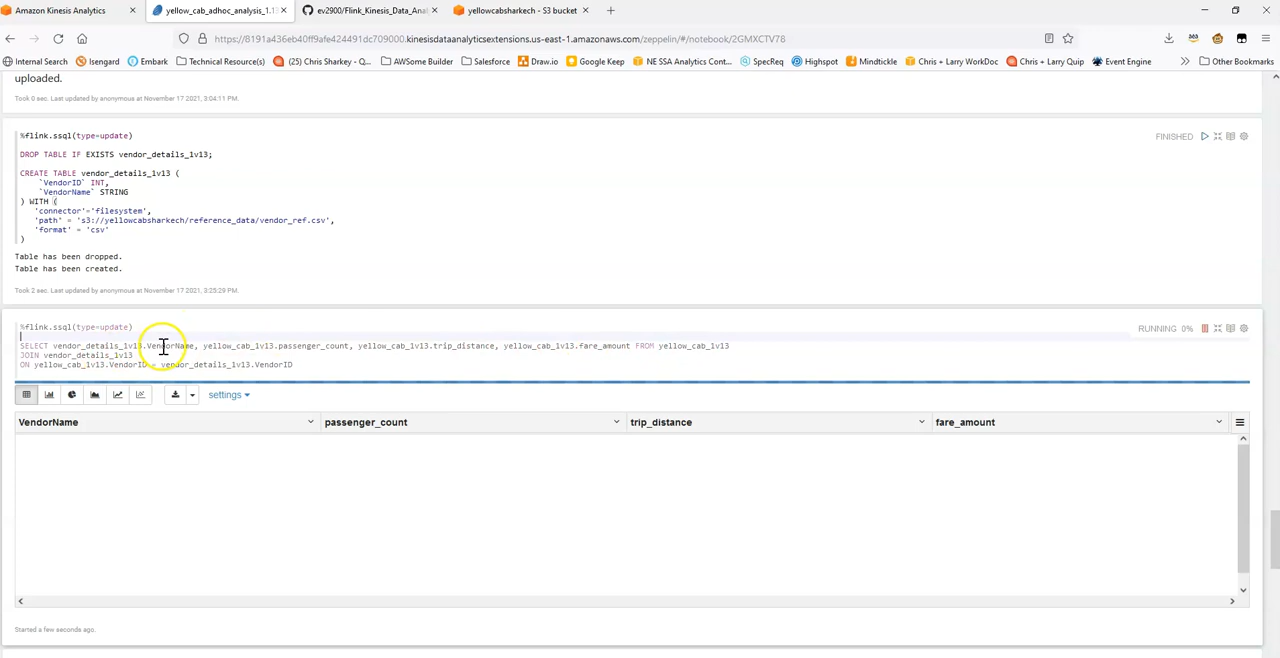 Amazon Kinesis Analytics
yellow_cab_adhoc_analysis_1.1
ev2900/Flink_Kinesis_Data_Ana
yellowcabsharkech - S3 bucket
https://8191a436eb40ff9afe424491dc709000.kinesisdataanalyticsextensions.us-east-1.amazonaws.com/zeppelin/#/notebook/2GMXCTV78
Internal Search
Isengard
Embark
Technical Resource(s)
(25) Chris Sharkey - Q...
AWSome Builder
Salesforce
Draw.io
Google Keep
NE SSA Analytics Cont...
SpecReq
Highspot
Mindtickle
Chris + Larry WorkDoc
Chris + Larry Quip
Event Engine
Other Bookmarks
uploaded.
Took 0 sec. Last updated by anonymous at November 17 2021, 3:04:11 PM.
%flink.ssql(type=update)
FINISHED
DROP TABLE IF EXISTS vendor_details_1v13;
CREATE TABLE vendor_details_1v13 (
`VendorID` INT,
`VendorName` STRING
) WITH (
'connector'='filesystem',
'path' = 's3://yellowcabsharkech/reference_data/vendor_ref.csv',
'format' = 'csv'
)
Table has been dropped.
Table has been created.
Took 2 sec. Last updated by anonymous at November 17 2021, 3:25:29 PM.
%flink.ssql(type=update)
RUNNING 0%
SELECT vendor_details_1v13.VendorName, yellow_cab_1v13.passenger_count, yellow_cab_1v13.trip_distance, yellow_cab_1v13.fare_amount FROM yellow_cab_1v13
JOIN vendor_details_1v13
ON yellow_cab_1v13.VendorID = vendor_details_1v13.VendorID
settings
VendorName
passenger_count
trip_distance
fare_amount
Started a few seconds ago.